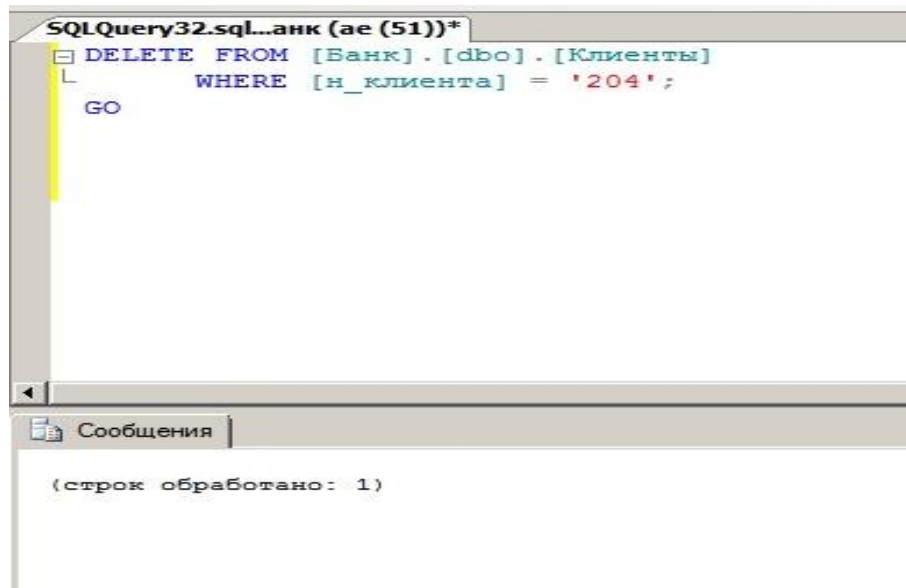 SQLQuery32.sql...анк (ae (51))*
DELETE FROM [Банк].[dbo].[Клиенты]
WHERE [н_клиента] = '204';
GO
Сообщения
(строк обработано: 1)